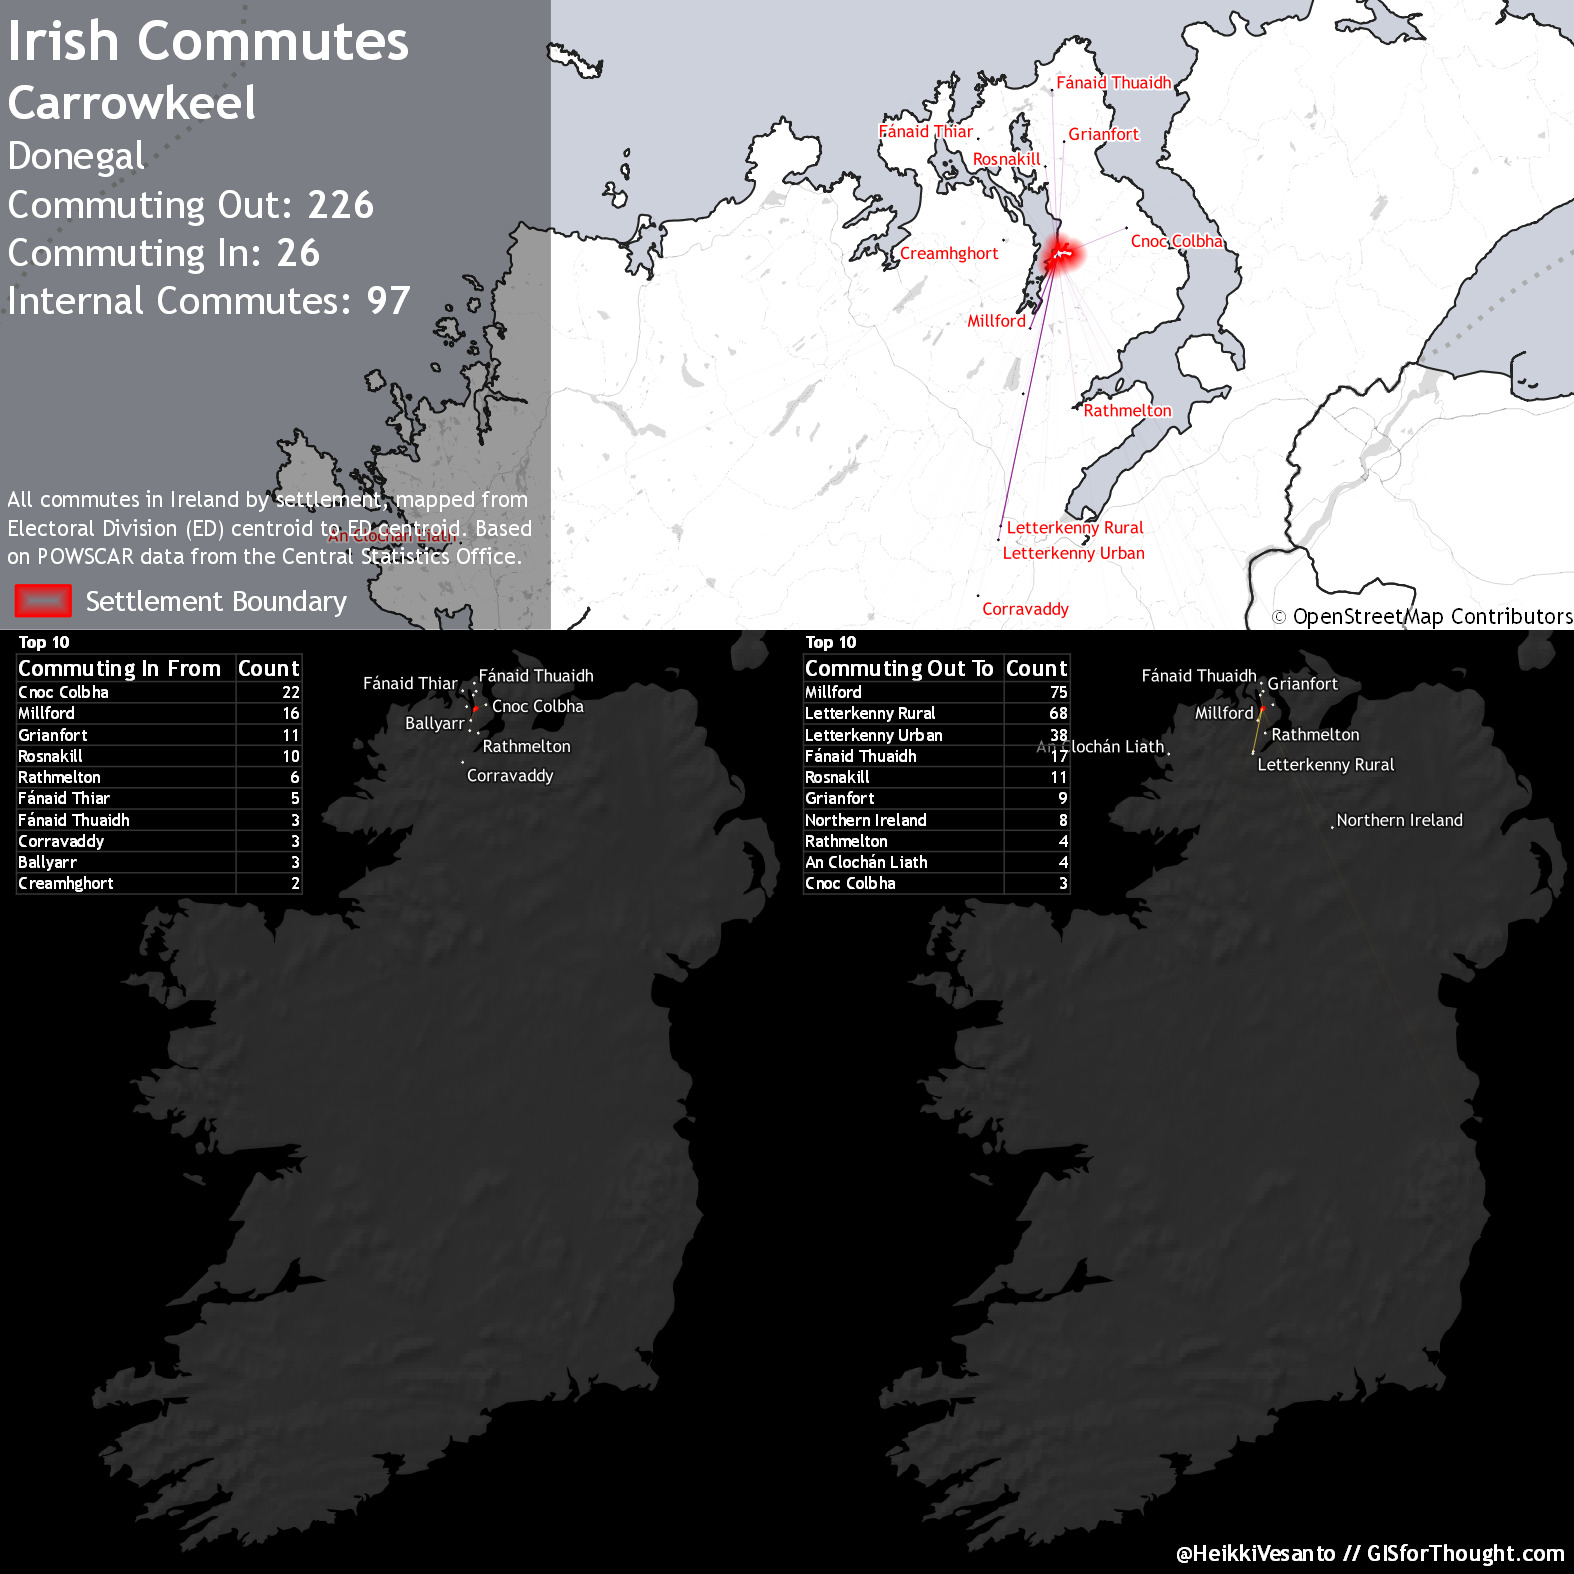 Irish Commutes
Carrowkeel
Donegal
Commuting Out: 226
Commuting In: 26
Internal Commutes: 97
All commutes in Ireland by settlement, mapped from
Electoral Division (ED) centroid to ED centroid. Based
on POWSCAR data from the Central Statistics Office.
An Clochán Liath
Settlement Boundary
Fánaid Thuaidh
Fánaid Thiar
Grianfort
Rosnakill
Cnoc Colbha
Creamhghort
Millford
Rathmelton
Letterkenny Rural
Letterkenny Urban
Corravaddy
© OpenStreetMap Contributors
Top 10
Commuting In From Count
Cnoc Colbha 22
Millford 16
Grianfort 11
Rosnakill 10
Rathmelton 6
Fánaid Thiar 5
Fánaid Thuaidh 3
Corravaddy 3
Ballyarr 3
Creamhghort 2
Fánaid Thuaidh
Fánaid Thiar
Cnoc Colbha
Ballyarr
Rathmelton
Corravaddy
Top 10
Commuting Out To Count
Millford 75
Letterkenny Rural 68
Letterkenny Urban 38
Fánaid Thuaidh 17
Rosnakill 11
Grianfort 9
Northern Ireland 8
Rathmelton 4
An Clochán Liath 4
Cnoc Colbha 3
Fánaid Thuaidh
Grianfort
Millford
Rathmelton
An Clochán Liath
Letterkenny Rural
Northern Ireland
@HeikkiVesanto // GISforThought.com